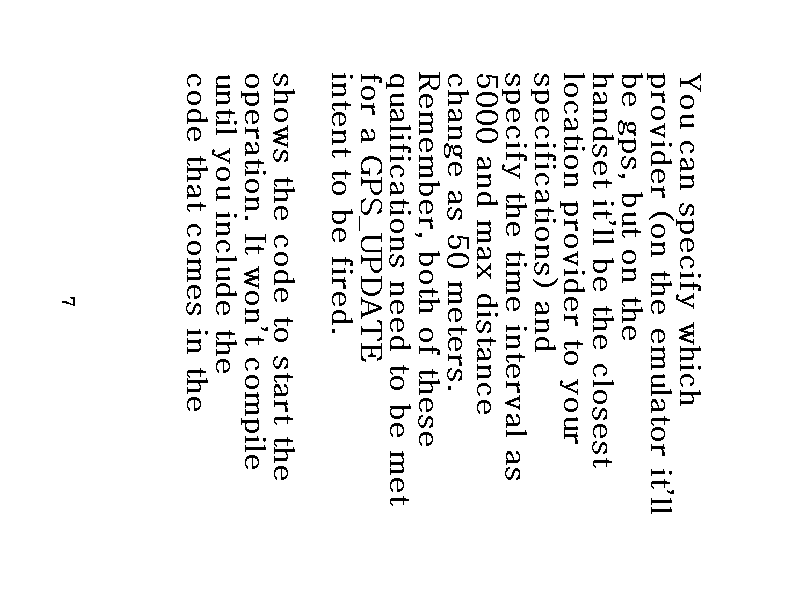 You can specify which
provider (on the emulator it'll
be gps, but on the
handset it'll be the closest
location provider to your
specifications) and
specify the time interval as
5000 and max distance
change as 50 meters.
Remember, both of these
qualifications need to be met
for a GPS_UPDATE
intent to be fired.
shows the code to start the
operation. It won't compile
until you include the
code that comes in the
7